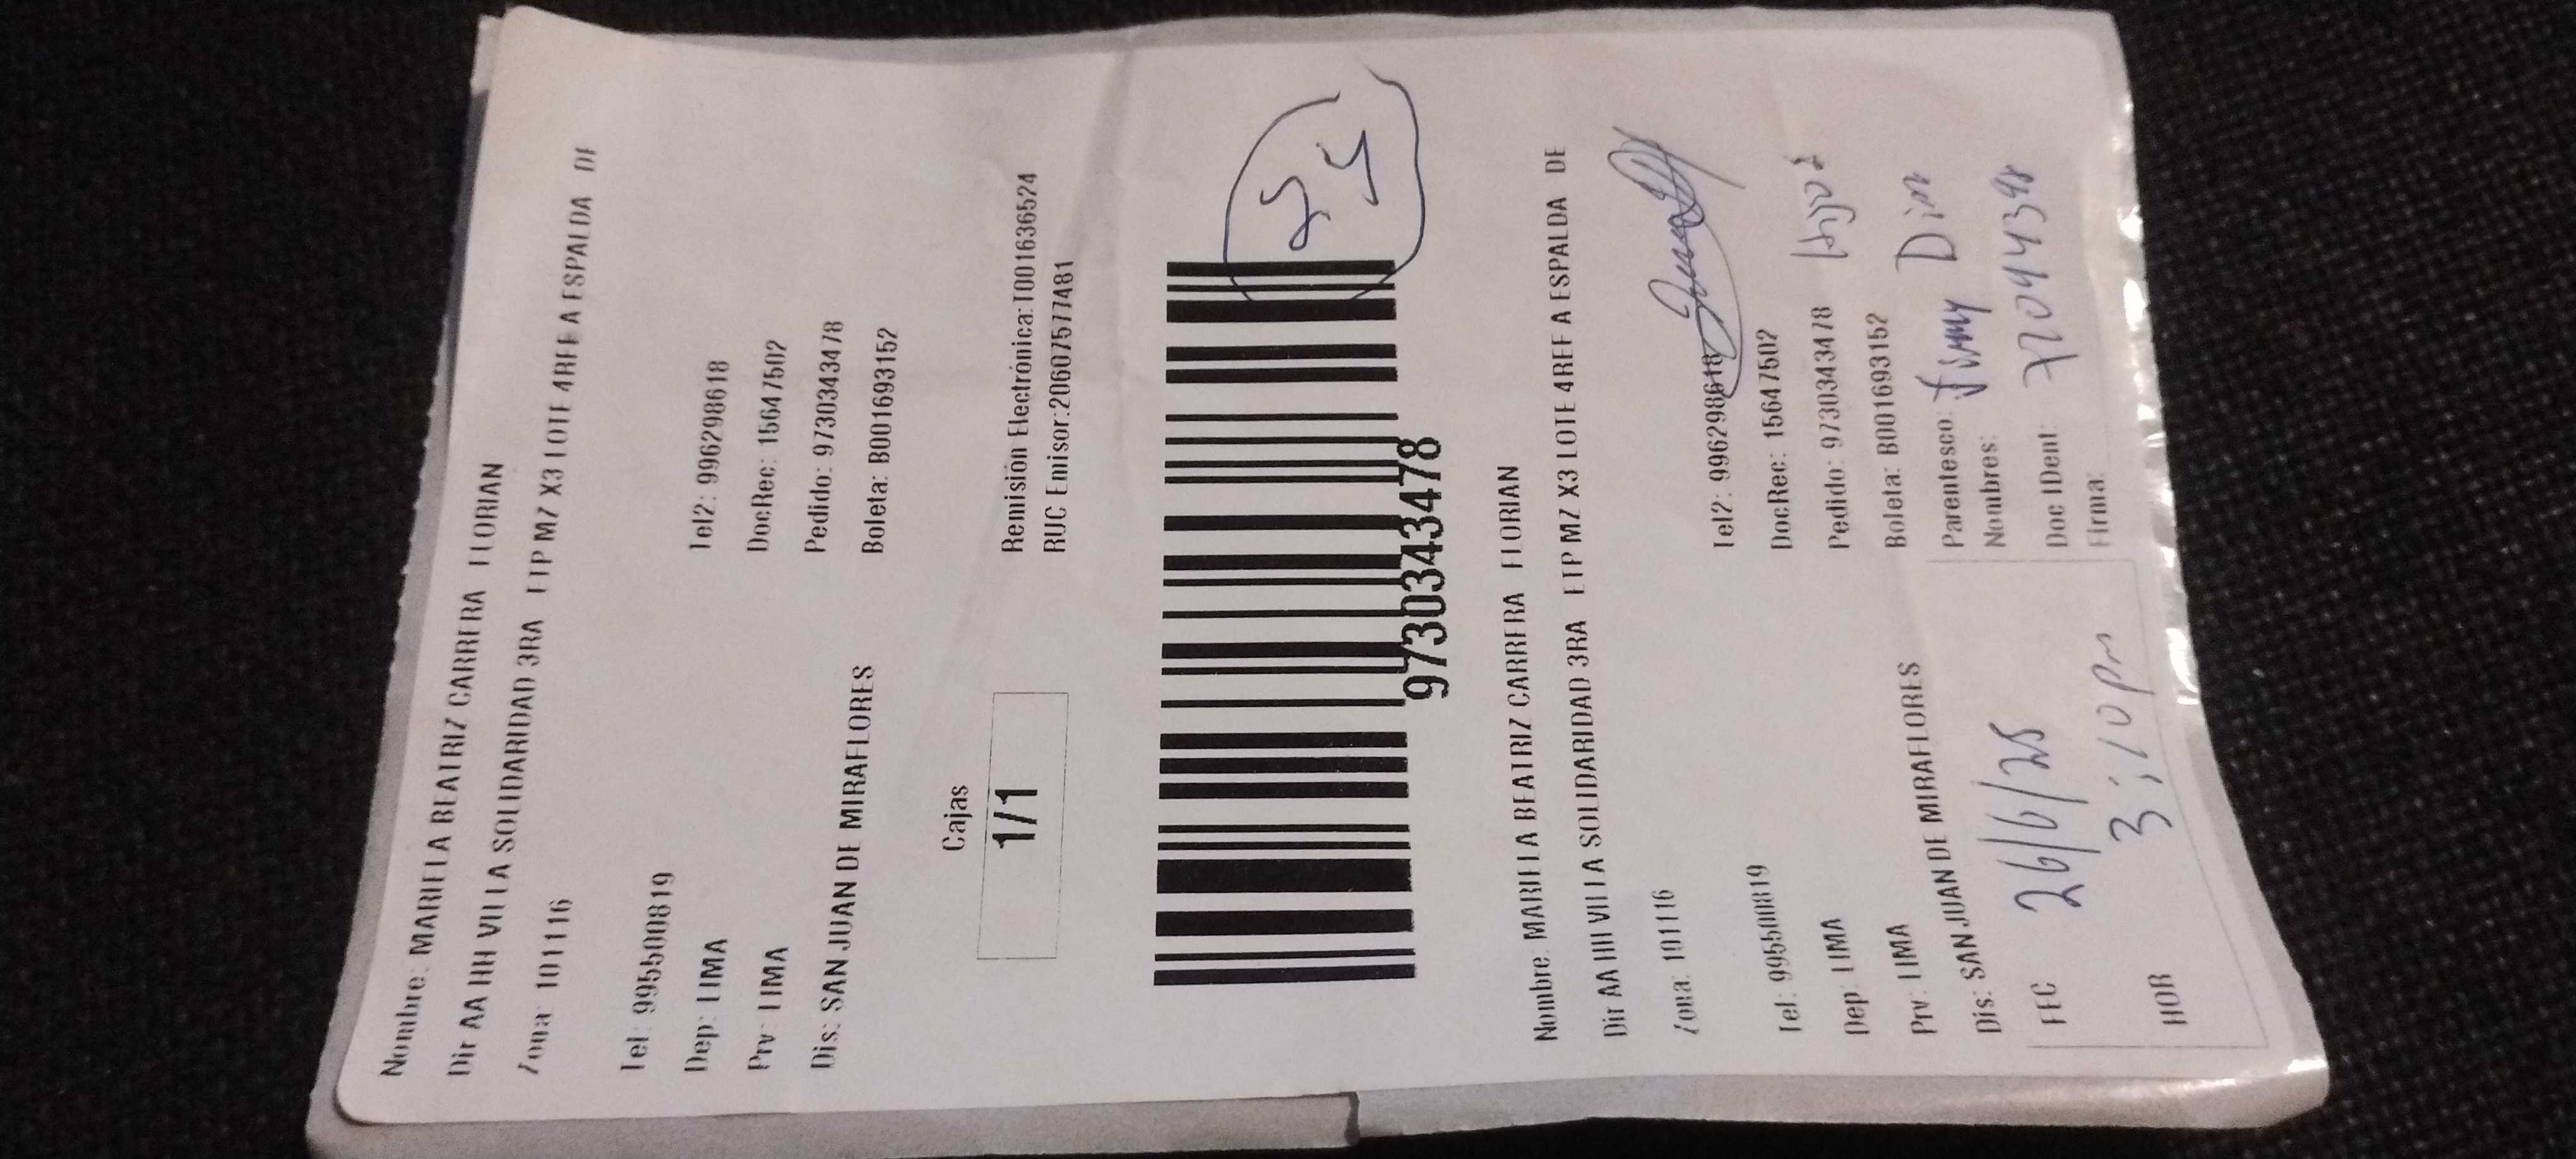 Nombre: MARIELA BEATRIZ CARRERA FLORIAN
Dir AA HH VILLA SOLIDARIDAD 3RA ETP MZ X3 LOTE 4REF A ESPALDA DE
Zona: 101116
Tel: 995500819
Tel2: 996298618
Dep: LIMA
DocRec: 15647502
Prv: LIMA
Pedido: 9730343478
Dis: SAN JUAN DE MIRAFLORES
Boleta: B001693152
Cajas
1/1
Remisión Electrónica: T001636524
RUC Emisor: 20607577481
9730343478
Nombre: MARIELA BEATRIZ CARRERA FLORIAN
Dir AA HH VILLA SOLIDARIDAD 3RA ETP MZ X3 LOTE 4REF A ESPALDA DE
Zona: 101116
Tel: 995500819
Tel2: 996298618
Dep: LIMA
DocRec: 15647502
Prv: LIMA
Pedido: 9730343478
Dis: SAN JUAN DE MIRAFLORES
Boleta: B001693152
FEC 26/6/25
Parentesco:
Nombres: Jimmy
HOR 3:10 pm
Doc IDent:
Firma: